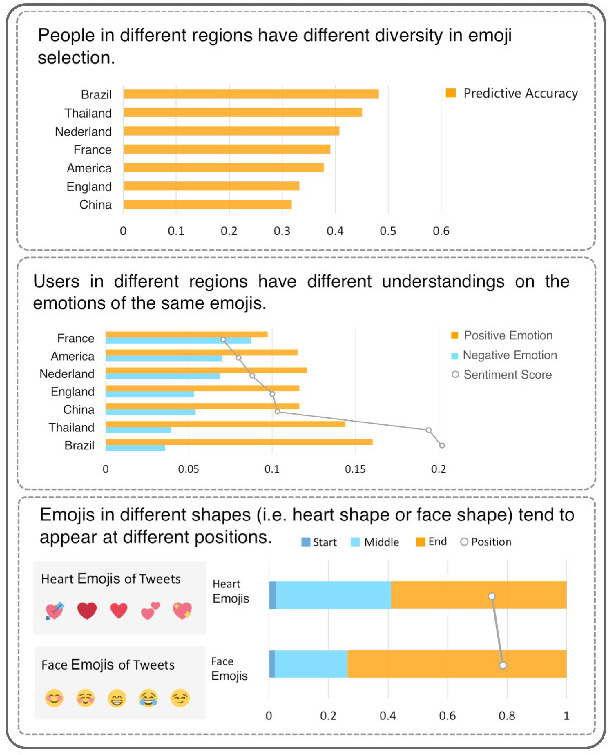 People in different regions have different diversity in emoji
selection.
Predictive Accuracy
Brazil
Thailand
Nederland
France
America
England
China
0 0.1 0.2 0.3 0.4 0.5 0.6
Users in different regions have different understandings on the
emotions of the same emojis.
Positive Emotion
Negative Emotion
Sentiment Score
France
America
Nederland
England
China
Thailand
Brazil
0 0.05 0.1 0.15 0.2
Emojis in different shapes (i.e. heart shape or face shape) tend to
appear at different positions.
Start Middle End Position
Heart Emojis of Tweets
Face Emojis of Tweets
Heart
Emojis
Face
Emojis
0 0.2 0.4 0.6 0.8 1